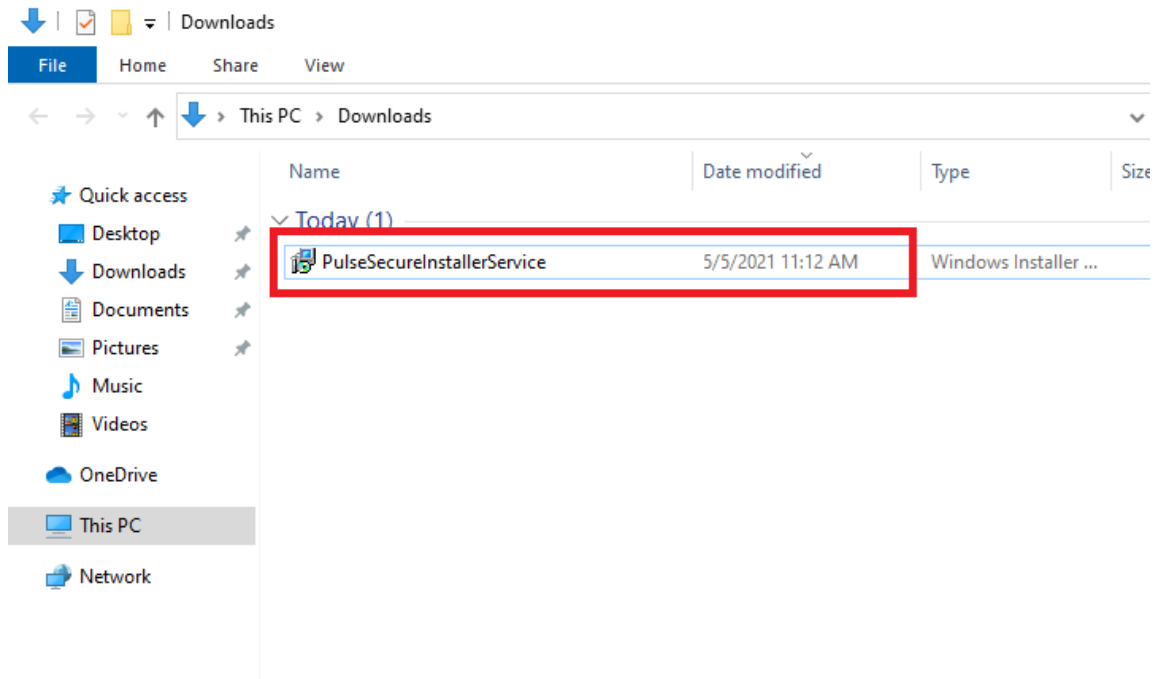 Downloads
File Home Share View
This PC > Downloads
Name Date modified Type Size
Quick access
Today (1)
Desktop
PulseSecureInstallerService 5/5/2021 11:12 AM Windows Installer ...
Downloads
Documents
Pictures
Music
Videos
OneDrive
This PC
Network